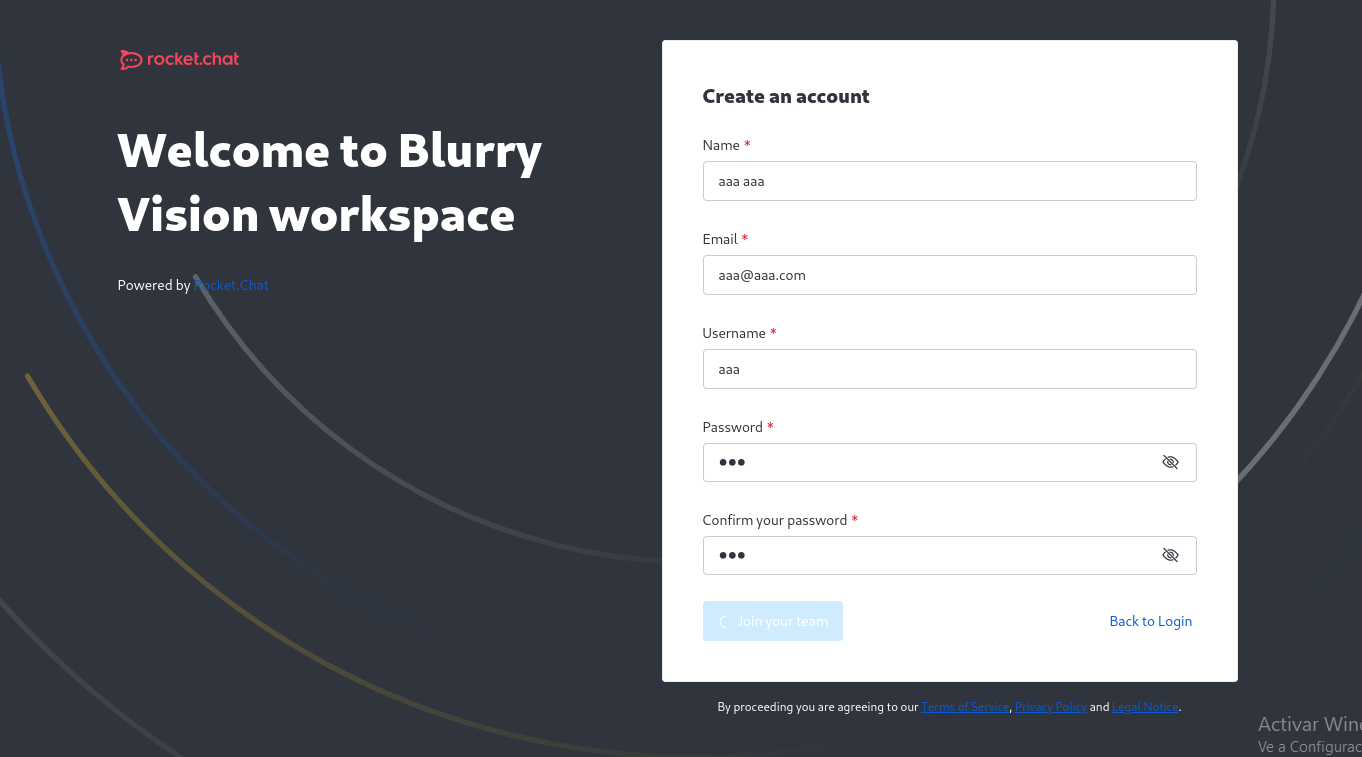 rocket.chat
Welcome to Blurry
Vision workspace
Powered by Rocket.Chat
Create an account
Name *
aaa aaa
Email *
aaa@aaa.com
Username *
aaa
Password *
●●●
Confirm your password *
●●●
Join your team
Back to Login
By proceeding you are agreeing to our Terms of Service, Privacy Policy and Legal Notice.
Activar Win
Ve a Configurac